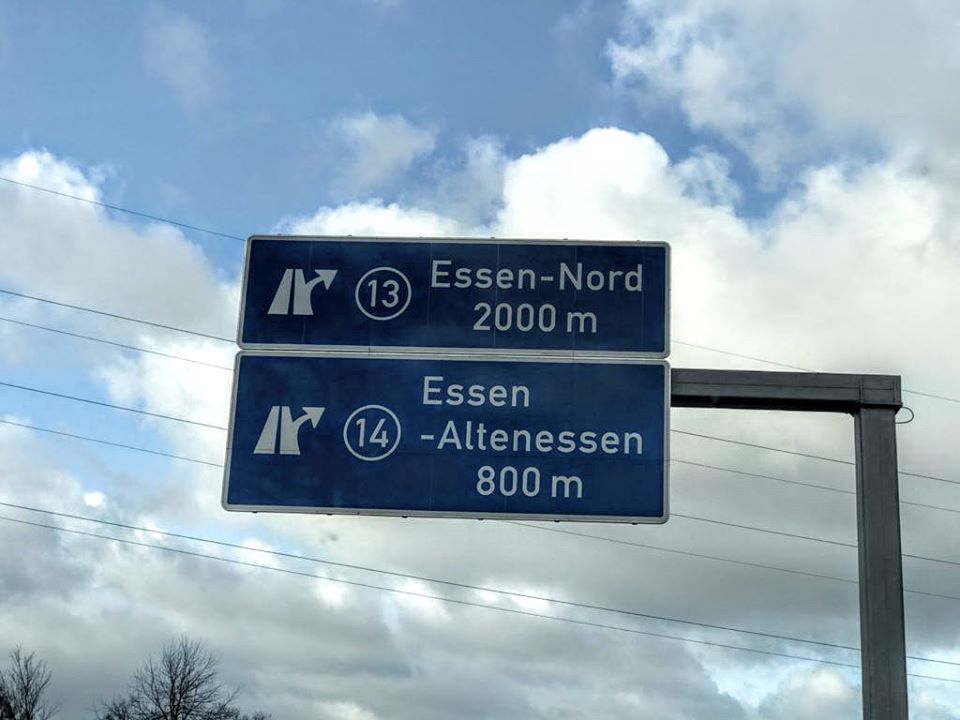 13 Essen-Nord
2000 m
Essen
14 -Altenessen
800 m